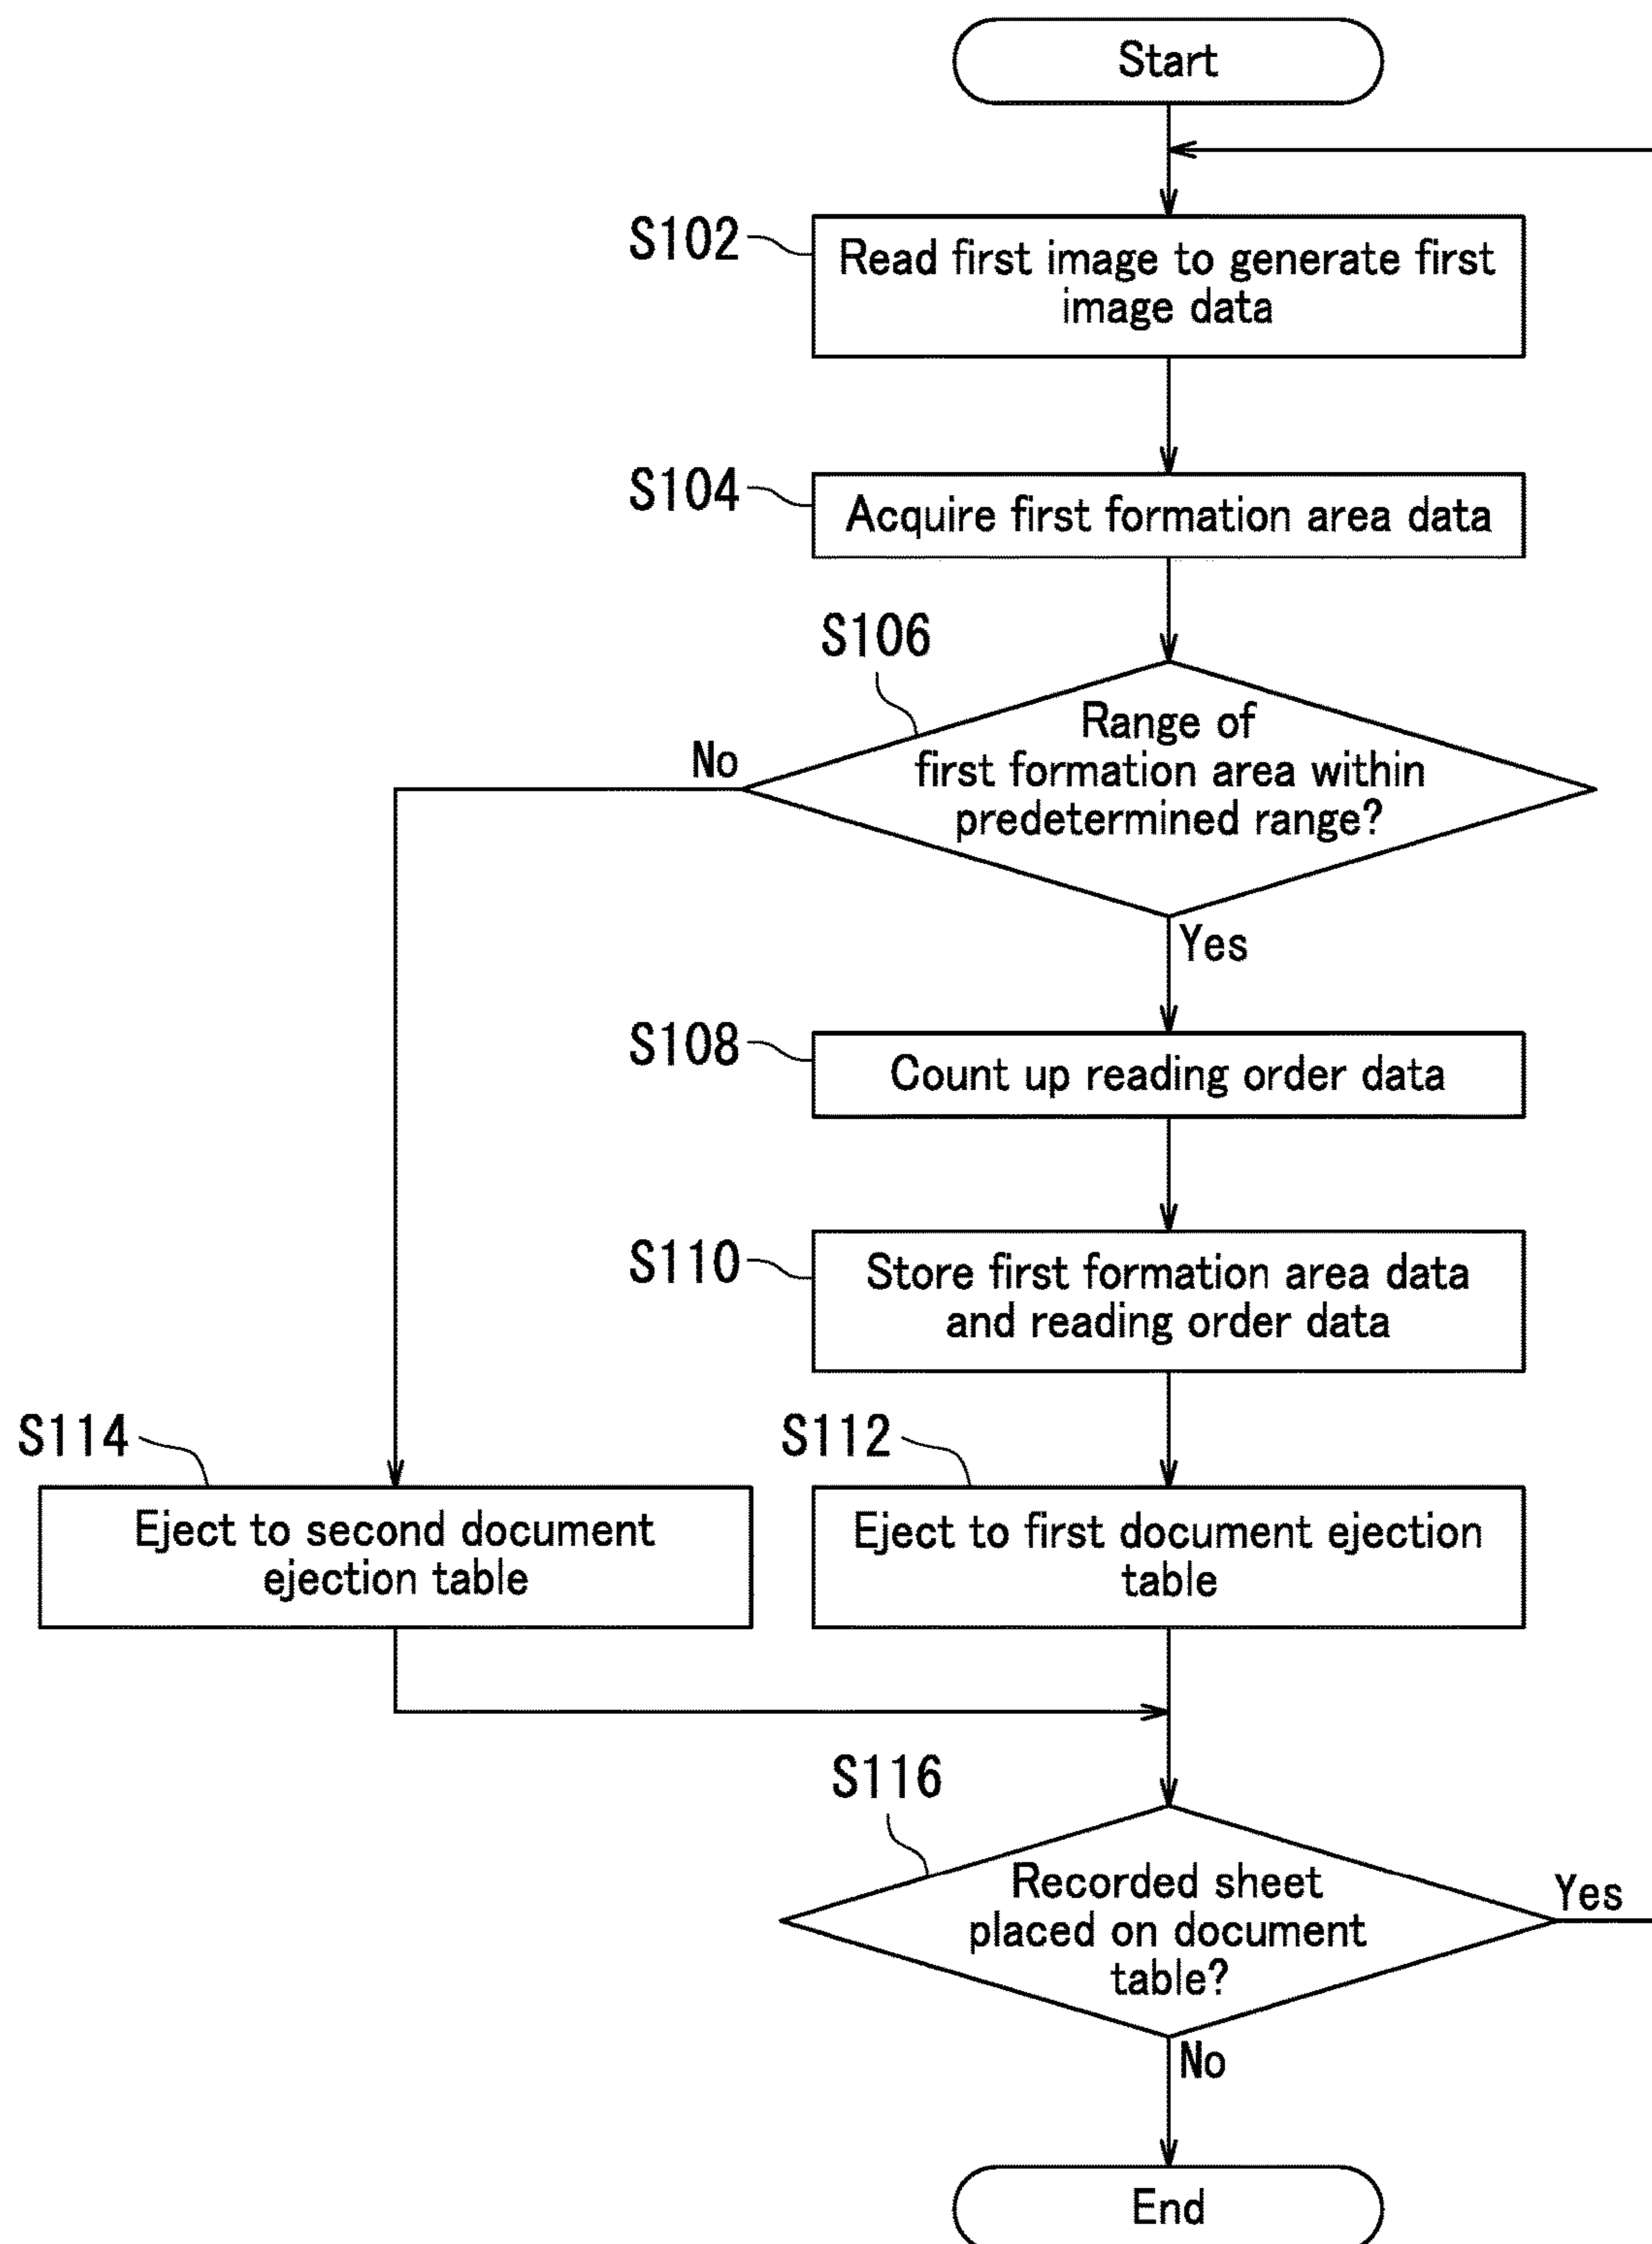 Start
S102
Read first image to generate first
image data
S104
Acquire first formation area data
S106
Range of
first formation area within
predetermined range?
No
Yes
S108
Count up reading order data
S110
Store first formation area data
and reading order data
S114
Eject to second document
ejection table
S112
Eject to first document ejection
table
S116
Recorded sheet
placed on document
table?
Yes
No
End